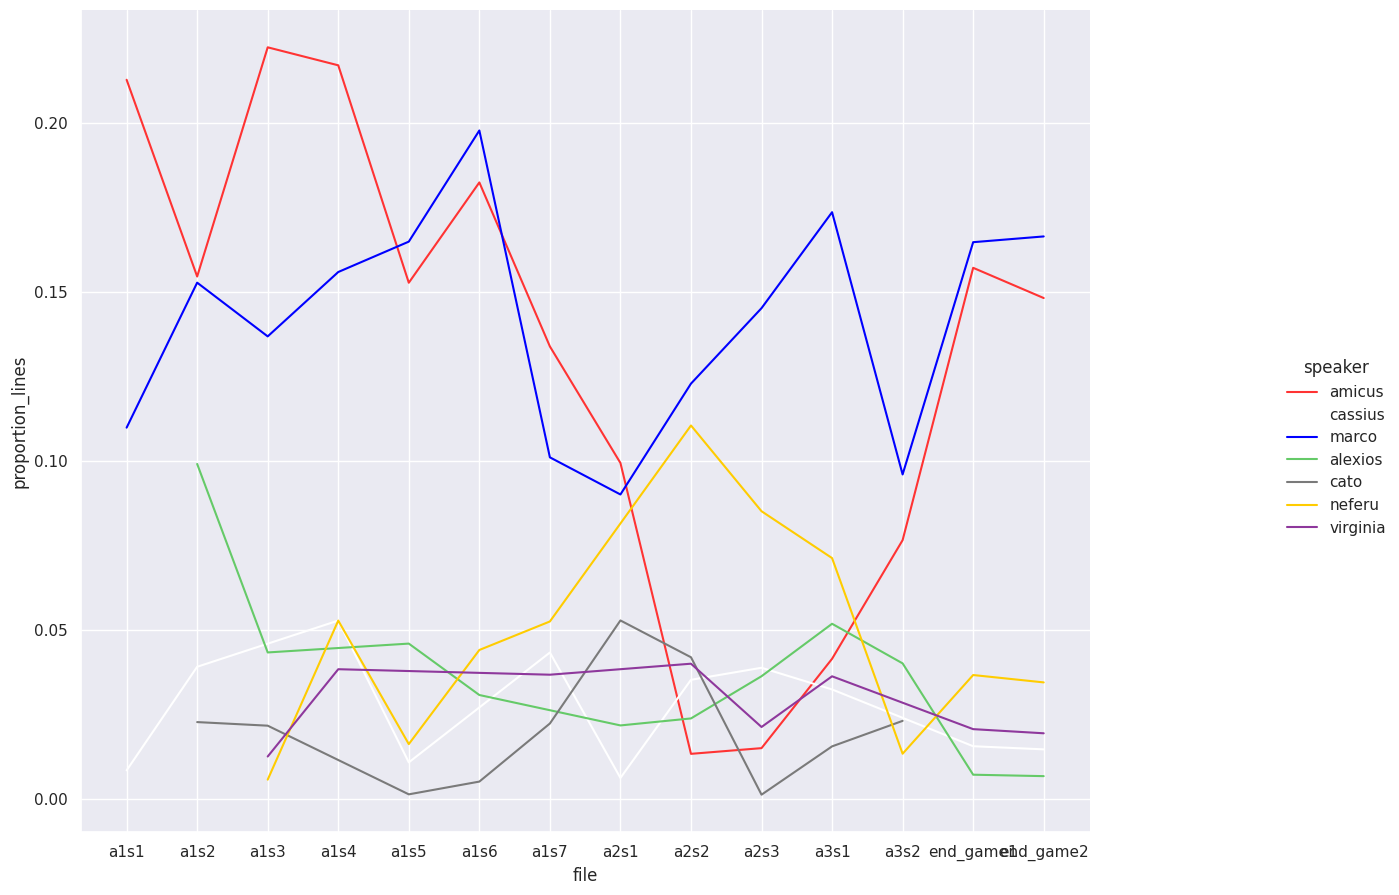 0.20
0.15
0.10
0.05
0.00
proportion_lines
a1s1 a1s2 a1s3 a1s4 a1s5 a1s6 a1s7 a2s1 a2s2 a2s3 a3s1 a3s2 end_game1 end_game2
file
speaker
amicus
cassius
marco
alexios
cato
neferu
virginia